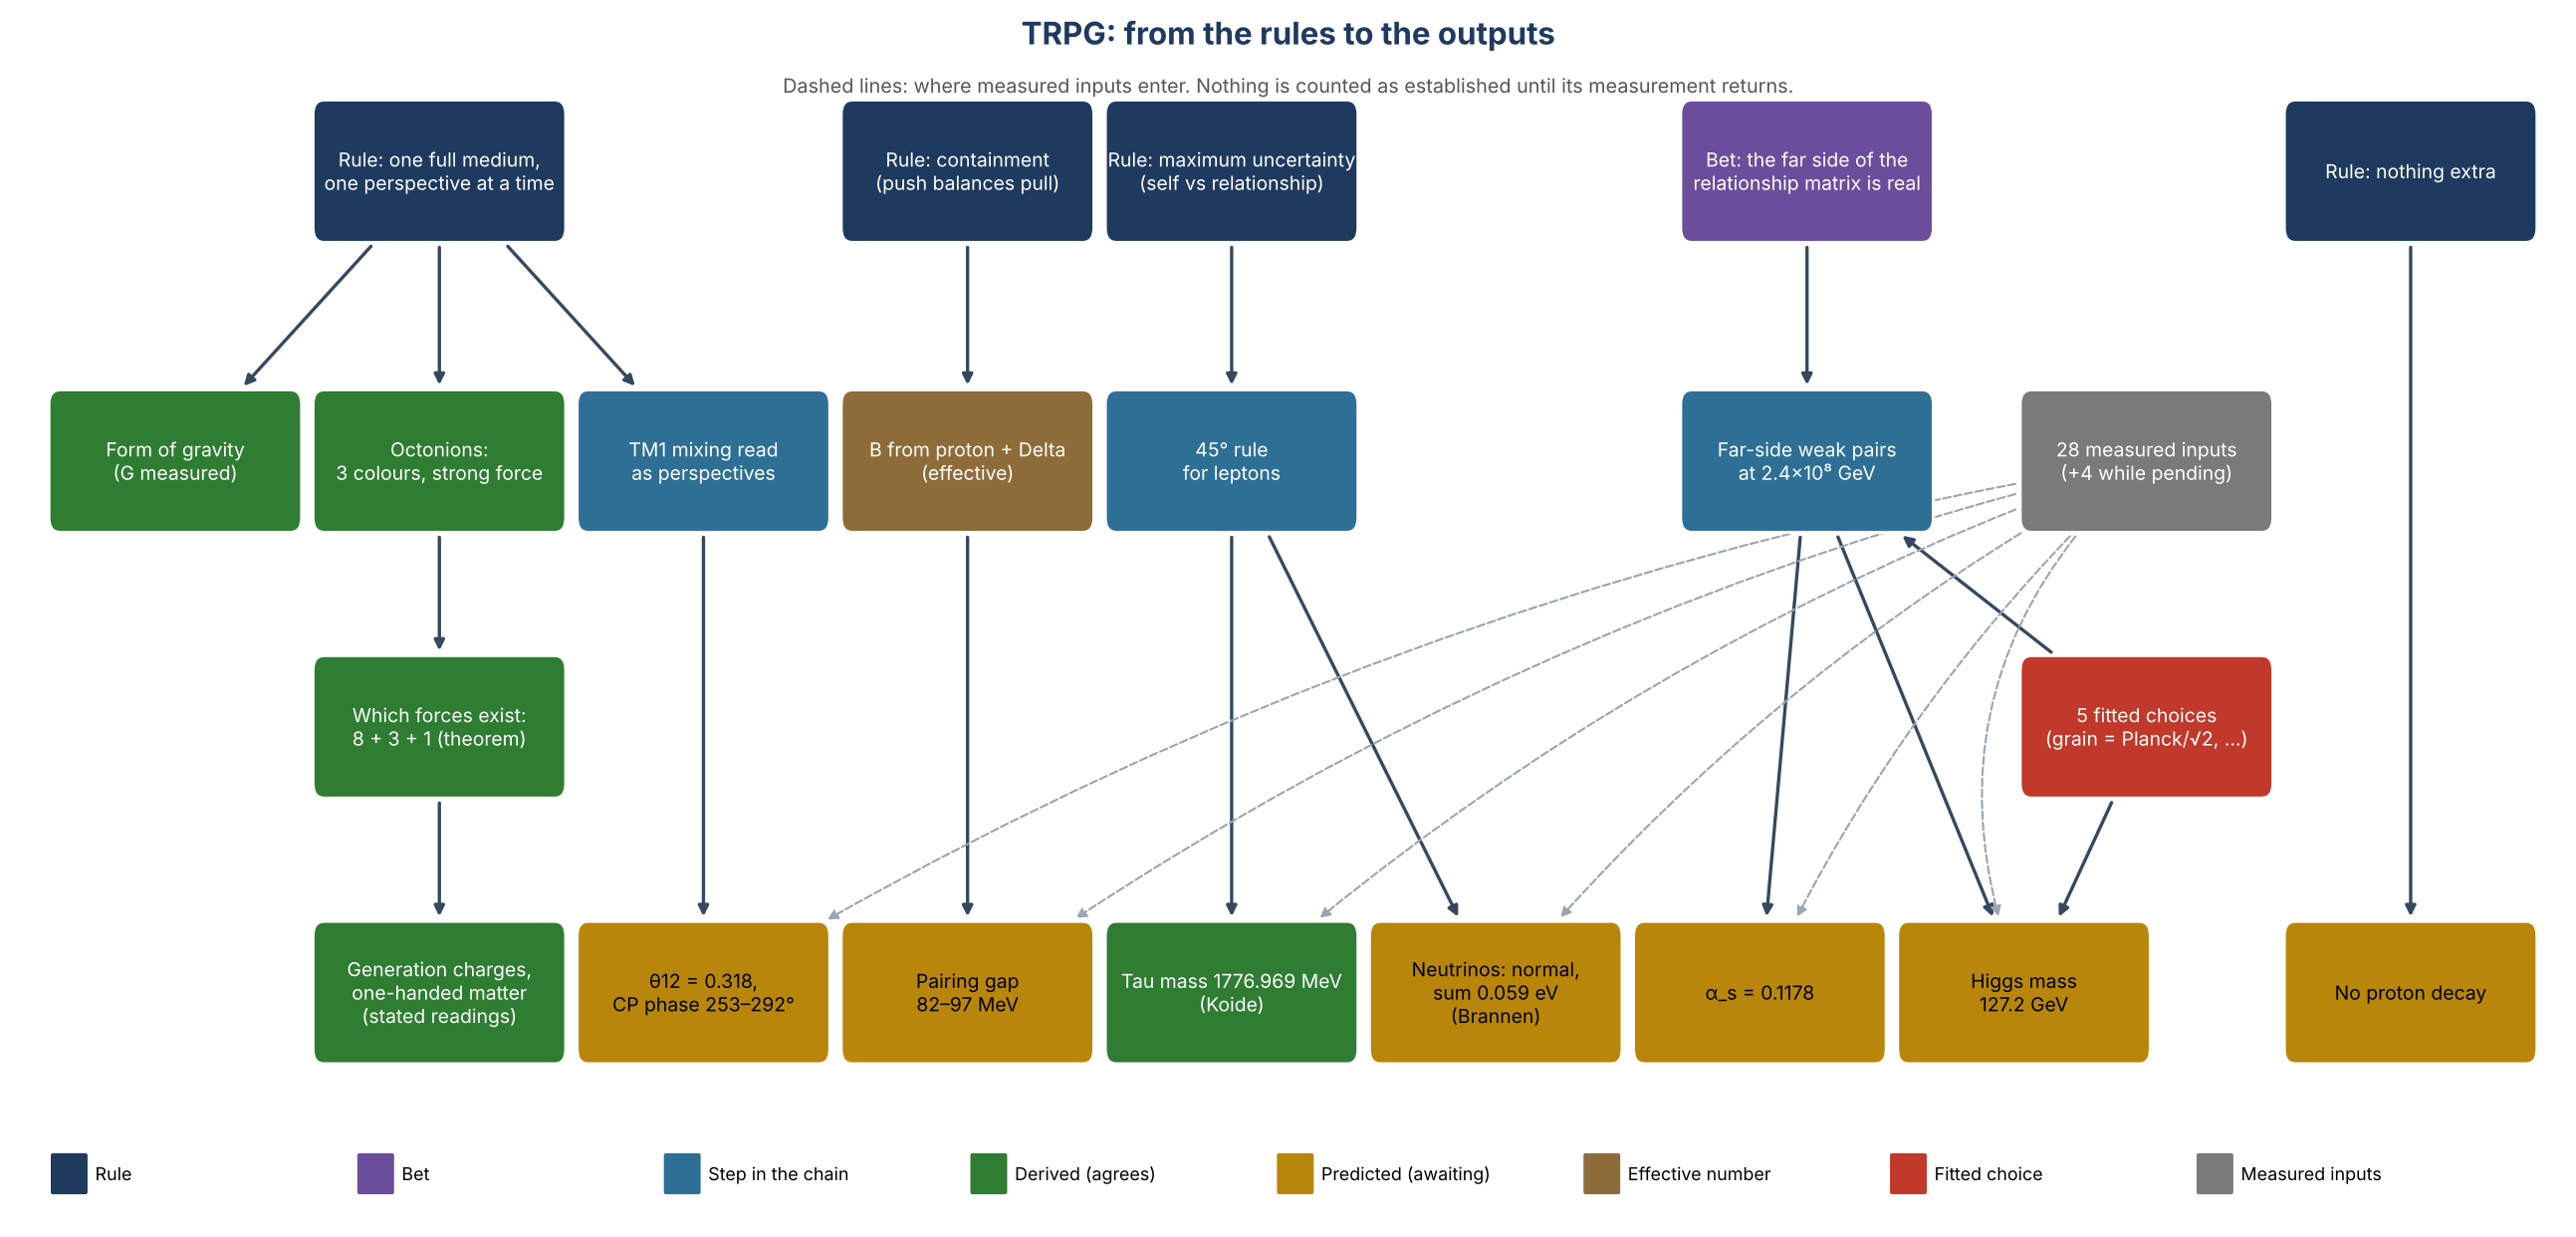 TRPG: from the rules to the outputs
Dashed lines: where measured inputs enter. Nothing is counted as established until its measurement returns.
Rule: one full medium,
one perspective at a time
Rule: containment
(push balances pull)
Rule: maximum uncertainty
(self vs relationship)
Bet: the far side of the
relationship matrix is real
Rule: nothing extra
Form of gravity
(G measured)
Octonions:
3 colours, strong force
TM1 mixing read
as perspectives
B from proton + Delta
(effective)
45° rule
for leptons
Far-side weak pairs
at 2.4×10⁸ GeV
28 measured inputs
(+4 while pending)
Which forces exist:
8 + 3 + 1 (theorem)
5 fitted choices
(grain = Planck/√2, ...)
Generation charges,
one-handed matter
(stated readings)
θ12 = 0.318,
CP phase 253–292°
Pairing gap
82–97 MeV
Tau mass 1776.969 MeV
(Koide)
Neutrinos: normal,
sum 0.059 eV
(Brannen)
α_s = 0.1178
Higgs mass
127.2 GeV
No proton decay
Rule
Bet
Step in the chain
Derived (agrees)
Predicted (awaiting)
Effective number
Fitted choice
Measured inputs